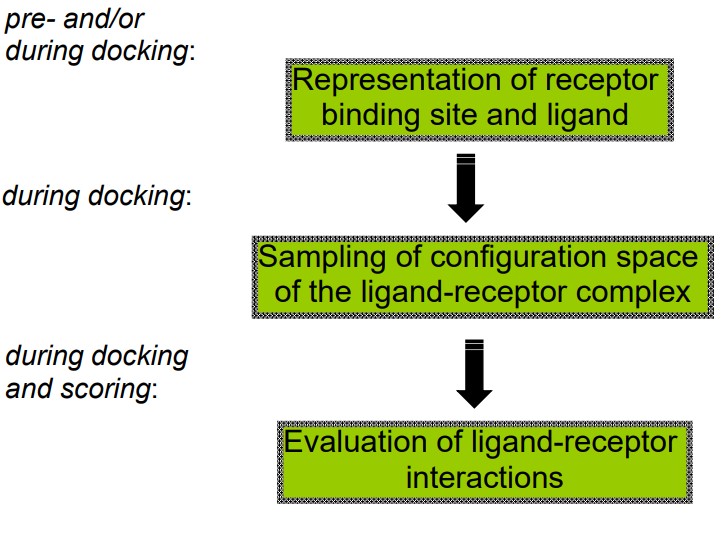 pre- and/or
during docking:
Representation of receptor
binding site and ligand
during docking:
Sampling of configuration space
of the ligand-receptor complex
during docking
and scoring:
Evaluation of ligand-receptor
interactions